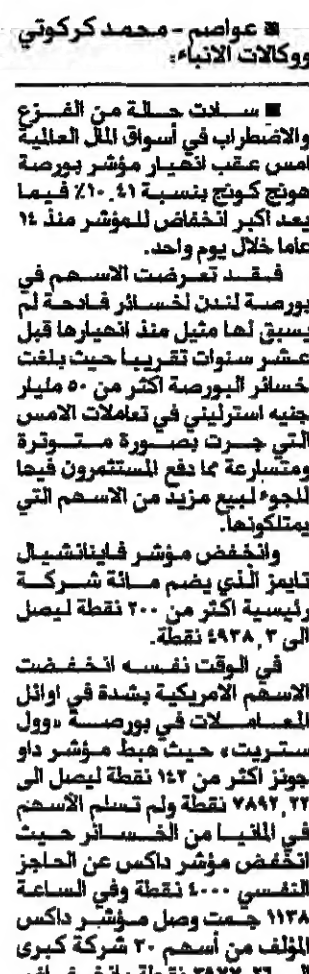 ■ عواصم - محمد كركوتي
ووكالات الانباء:
■ سادت حالة من الفزع
والاضطراب في أسواق المال العالمية
امس عقب انهيار مؤشر بورصة
هونج كونج بنسبة ١٠,٤١٪ فيما
يعد اكبر انخفاض للمؤشر منذ ١٤
عاما خلال يوم واحد.
فقد تعرضت الاسهم في
بورصة لندن لخسائر فادحة لم
يسبق لها مثيل منذ انهيارها قبل
عشر سنوات تقريبا حيث بلغت
خسائر البورصة اكثر من ٥٠ مليار
جنيه استرليني في تعاملات الامس
التي جرت بصورة متوترة
ومتسارعة مما دفع المستثمرون فيها
للجوء لبيع مزيد من الاسهم التي
يمتلكونها.
وانخفض مؤشر فايناتشيال
تايمز الذي يضم مائة شركة
رئيسية اكثر من ٢٠٠ نقطة ليصل
الى ٤٩٣٨,٣ نقطة.
في الوقت نفسه انخفضت
الاسهم الامريكية بشدة في اوائل
المعاملات في بورصة «وول
ستريت» حيث هبط مؤشر داو
جونز اكثر من ١٤٢ نقطة ليصل الى
٧٨٩٢,٢٢ نقطة ولم تسلم الأسهم
في المانيا من الخسائر حيث
انخفض مؤشر داكس عن الحاجز
النفسي ٤٠٠٠ نقطة وفي الساعة
١١٣٨ جمت وصل مؤشر داكس
المؤلف من أسهم ٣٠ شركة كبرى